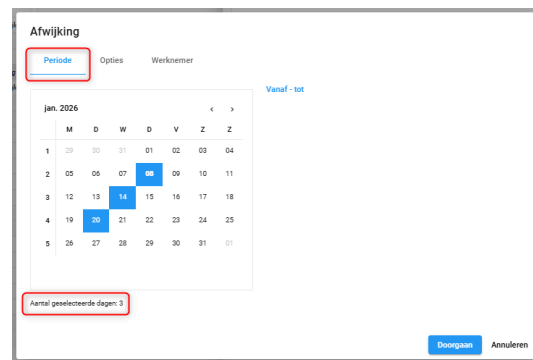 Afwijking
Periode Opties Werknemer
Vanaf - tot
jan. 2026 ‹ ›
M D W D V Z Z
1 29 30 31 01 02 03 04
2 05 06 07 08 09 10 11
3 12 13 14 15 16 17 18
4 19 20 21 22 23 24 25
5 26 27 28 29 30 31 01
Aantal geselecteerde dagen: 3
Doorgaan Annuleren